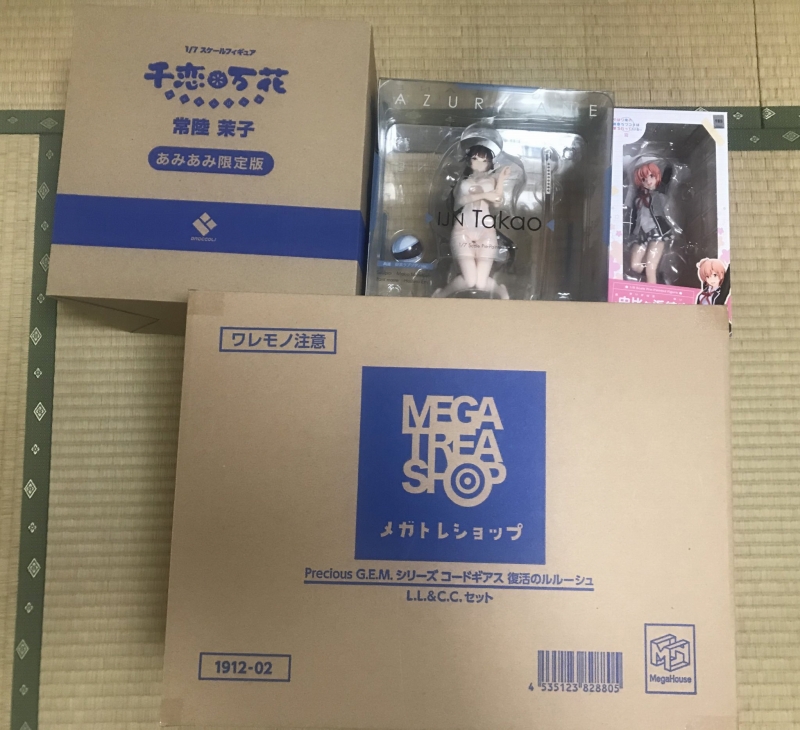 1/7 スケールフィギュア
千恋＊万花
常陸 茉子
あみあみ限定版
AZUR LANE
IJN Takao
ワレモノ注意
MEGA
TREA
SHOP
メガトレショップ
Precious G.E.M. シリーズ コードギアス 復活のルルーシュ
L.L.&C.C. セット
1912-02
4 535123 828805
MegaHouse